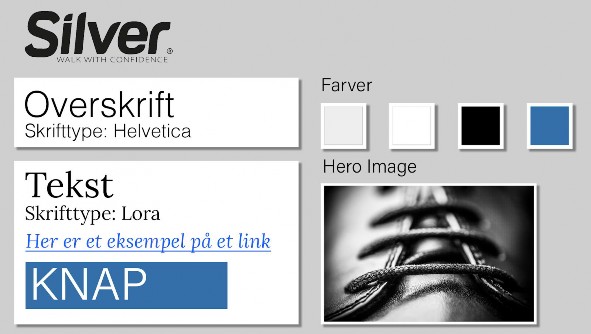 Silver®
WALK WITH CONFIDENCE
Overskrift
Skrifttype: Helvetica
Tekst
Skrifttype: Lora
Her er et eksempel på et link
KNAP
Farver
Hero Image